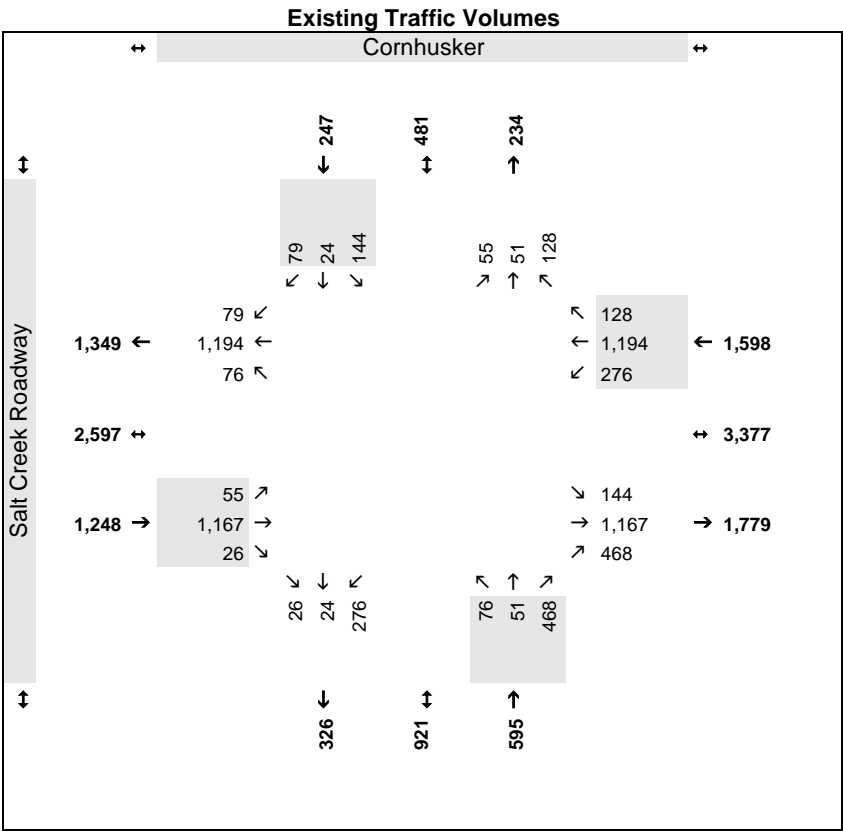 Existing Traffic Volumes
↔ Cornhusker ↔
247 481 234
↕ ↓ ↕ ↑
79 24 144 55 51 128
↙ ↓ ↘ ↗ ↑ ↖
79 ↙ ↖ 128
1,349 ← 1,194 ← ← 1,194 ← 1,598
76 ↖ ↙ 276
Salt Creek Roadway
2,597 ↔ ↔ 3,377
55 ↗ ↘ 144
1,248 → 1,167 → → 1,167 → 1,779
26 ↘ ↗ 468
↘ ↓ ↙ ↖ ↑ ↗
26 24 276 76 51 468
↕ ↓ ↕ ↑
326 921 595